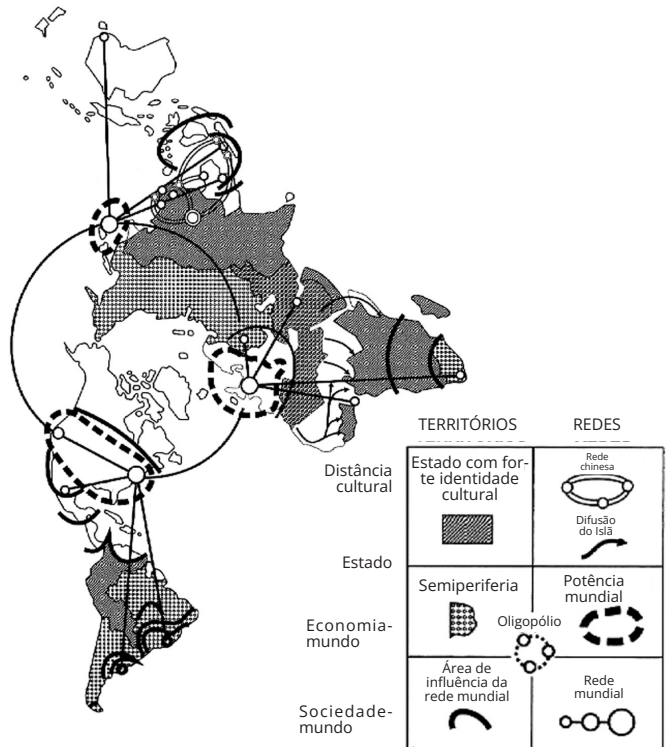 TERRITÓRIOS
REDES
Distância
cultural
Estado com for-
te identidade
cultural
Rede
chinesa
Difusão
do Islã
Estado
Semiperiferia
Potência
mundial
Oligopólio
Economia-
mundo
Área de
influência da
rede mundial
Rede
mundial
Sociedade-
mundo